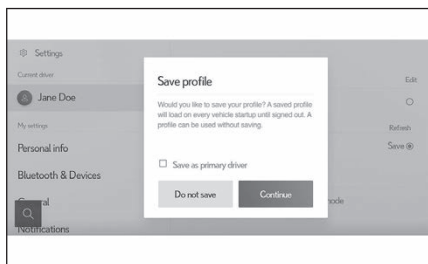 Settings
Current driver
Edit
Jane Doe
My settings
Refresh
Personal info
Save
Bluetooth & Devices
Notifications
Save profile
Would you like to save your profile? A saved profile
will load on every vehicle startup until signed out. A
profile can be used without saving.
Save as primary driver
Do not save
Continue